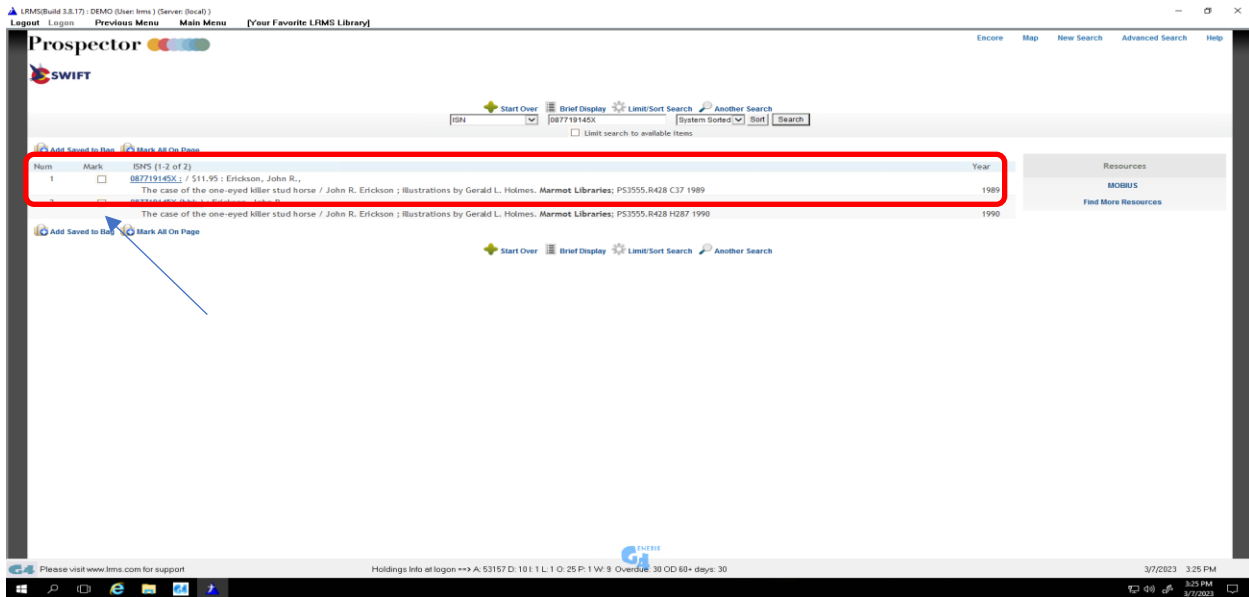 LRMS(Build 3.8.17) : DEMO (User: lrms ) (Server: (local) )
Logout Logon Previous Menu Main Menu [Your Favorite LRMS Library]
Prospector
Encore Map New Search Advanced Search Help
SWIFT
Start Over Brief Display Limit/Sort Search Another Search
ISN 087719145X System Sorted Sort Search
Limit search to available items
Add Saved to Bag Mark All On Page
Num Mark ISNS (1-2 of 2) Year
Resources
1 087719145X : / $11.95 : Erickson, John R.,
The case of the one-eyed killer stud horse / John R. Erickson ; illustrations by Gerald L. Holmes. Marmot Libraries; PS3555.R428 C37 1989 1989
MOBIUS
Find More Resources
The case of the one-eyed killer stud horse / John R. Erickson ; illustrations by Gerald L. Holmes. Marmot Libraries; PS3555.R428 H287 1990 1990
Add Saved to Bag Mark All On Page
Start Over Brief Display Limit/Sort Search Another Search
G4 Please visit www.lrms.com for support
Holdings Info at logon ==> A: 53157 D: 10 I: 1 L: 1 O: 25 P: 1 W: 9 Overdue: 30 OD 60+ days: 30
3/7/2023 3:25 PM
3:25 PM
3/7/2023